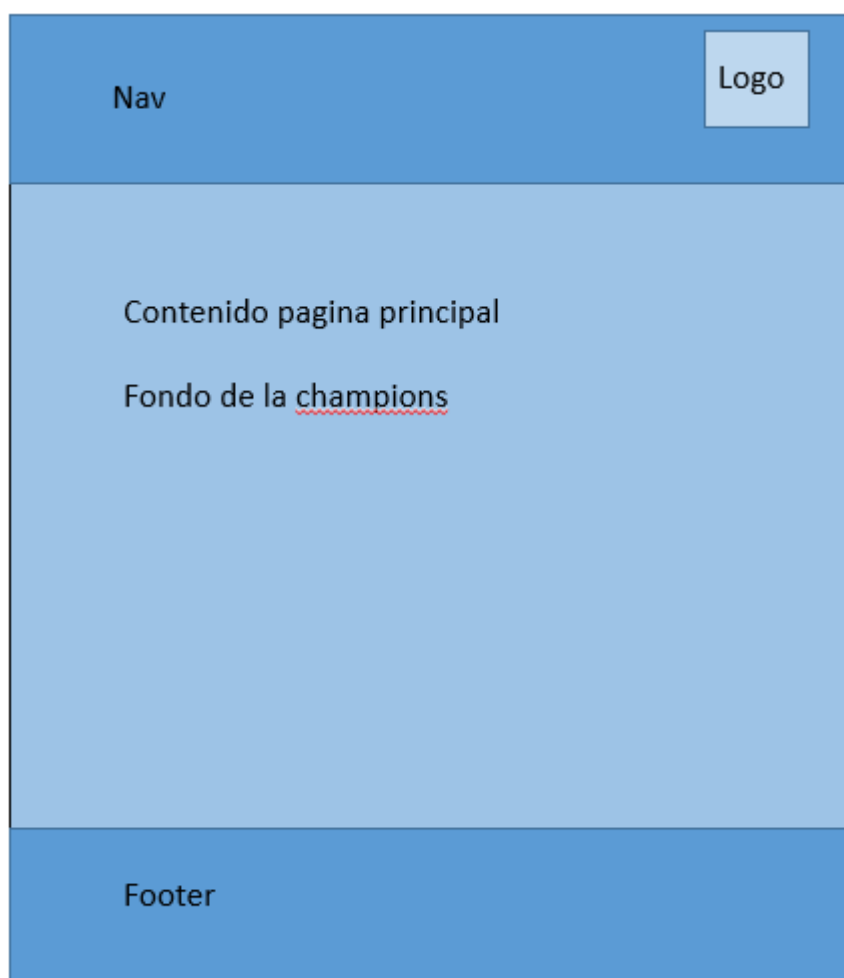 Nav
Logo
Contenido pagina principal
Fondo de la champions
Footer